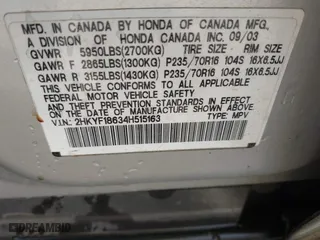 MFD. IN CANADA BY HONDA OF CANADA MFG.,
A DIVISION OF HONDA CANADA INC. 09/03
GVWR 5950LBS(2700KG) TIRE SIZE RIM SIZE
GAWR F 2865LBS(1300KG) P235/70R16 104S 16X6.5JJ
GAWR R 3155LBS(1430KG) P235/70R16 104S 16X6.5JJ
THIS VEHICLE CONFORMS TO ALL APPLICABLE
FEDERAL MOTOR VEHICLE SAFETY STANDARDS IN
EFFECT ON THE DATE OF MANUFACTURE SHOWN ABOVE.
V.I.N: 2HKYF18634H515163 TYPE: MPV
DREAMBID